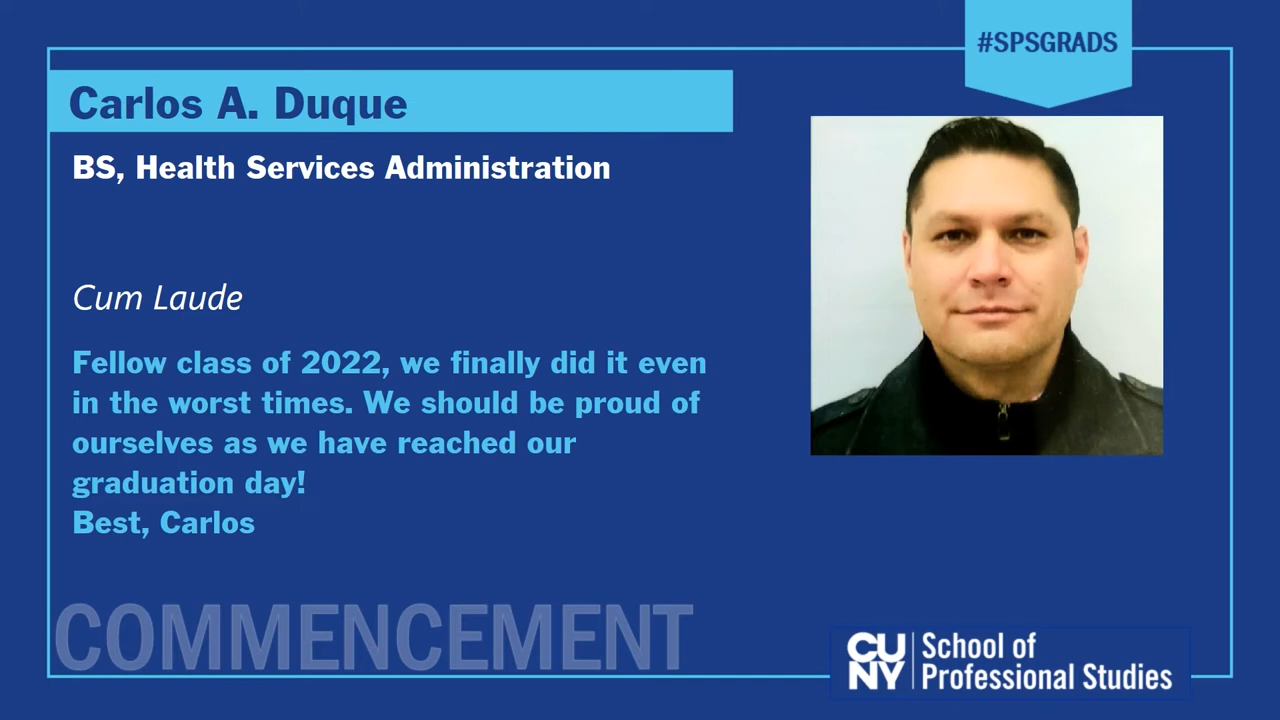 #SPSGRADS
Carlos A. Duque
BS, Health Services Administration
Cum Laude
Fellow class of 2022, we finally did it even
in the worst times. We should be proud of
ourselves as we have reached our
graduation day!
Best, Carlos
COMMENCEMENT
CU
NY
School of
Professional Studies